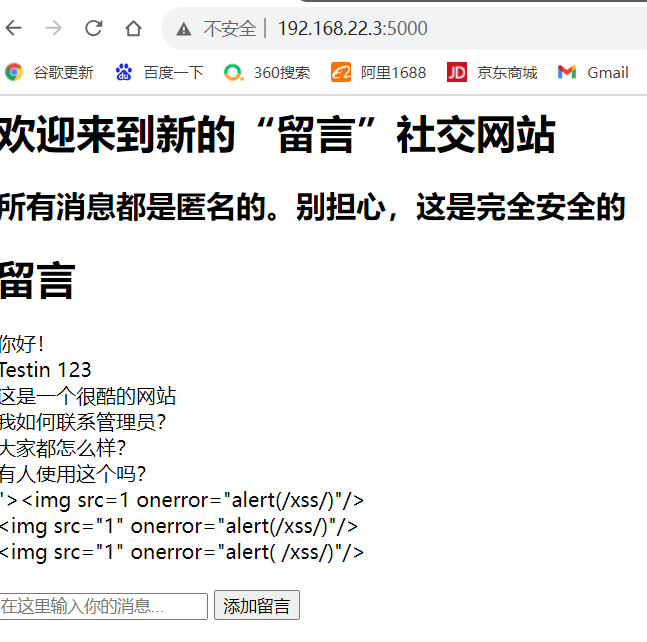 不安全 | 192.168.22.3:5000
谷歌更新 百度一下 360搜索 阿里1688 JD 京东商城 Gmail
欢迎来到新的“留言”社交网站
所有消息都是匿名的。别担心，这是完全安全的
留言
你好！
Testin 123
这是一个很酷的网站
我如何联系管理员？
大家都怎么样？
有人使用这个吗？
"><img src=1 onerror="alert(/xss/)"/>
<img src="1" onerror="alert(/xss/)"/>
<img src="1" onerror="alert( /xss/)"/>
在这里输入你的消息... 添加留言